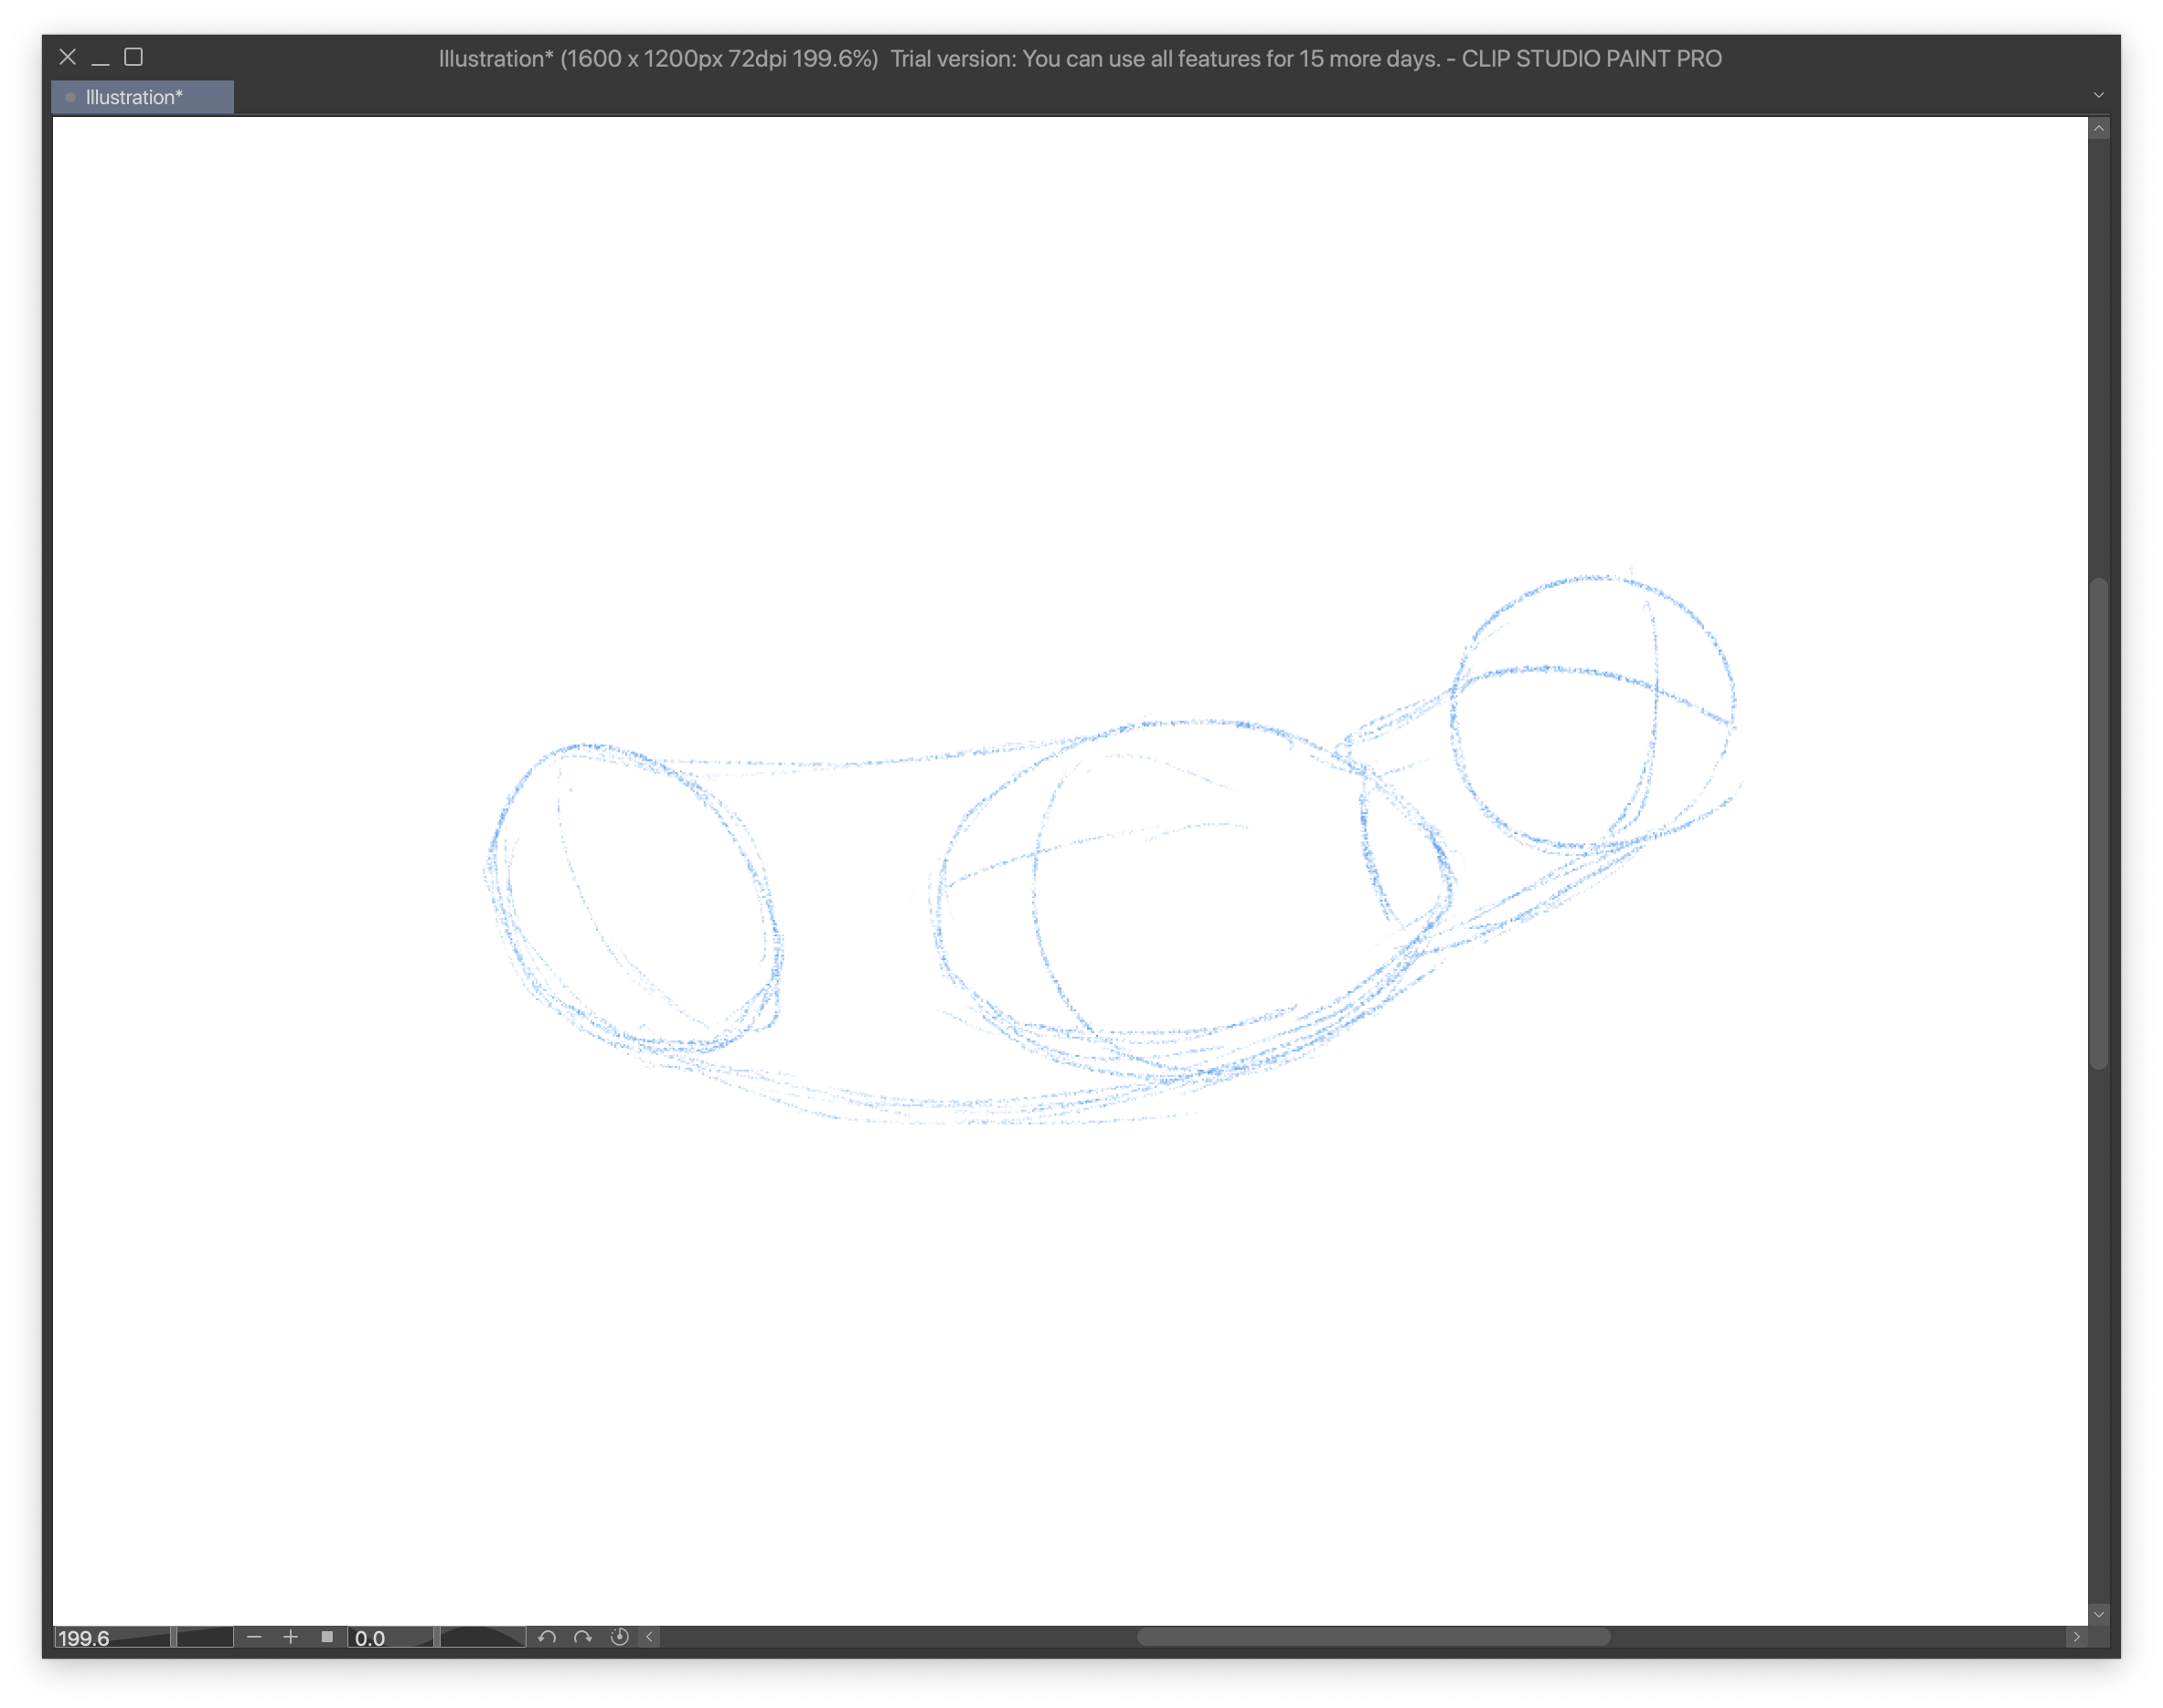 Illustration* (1600 x 1200px 72dpi 199.6%)  Trial version: You can use all features for 15 more days. - CLIP STUDIO PAINT PRO
Illustration*
199.6
0.0